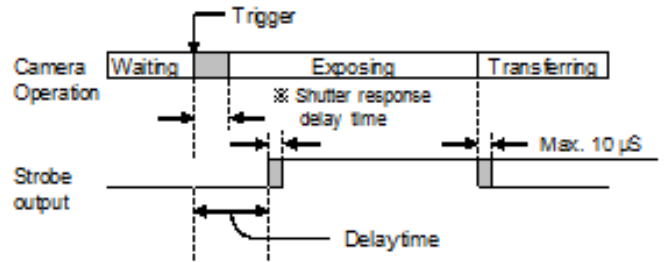 Trigger
Camera
Operation
Waiting
Exposing
Transferring
※ Shutter response
delay time
Max. 10 µS
Strobe
output
Delaytime